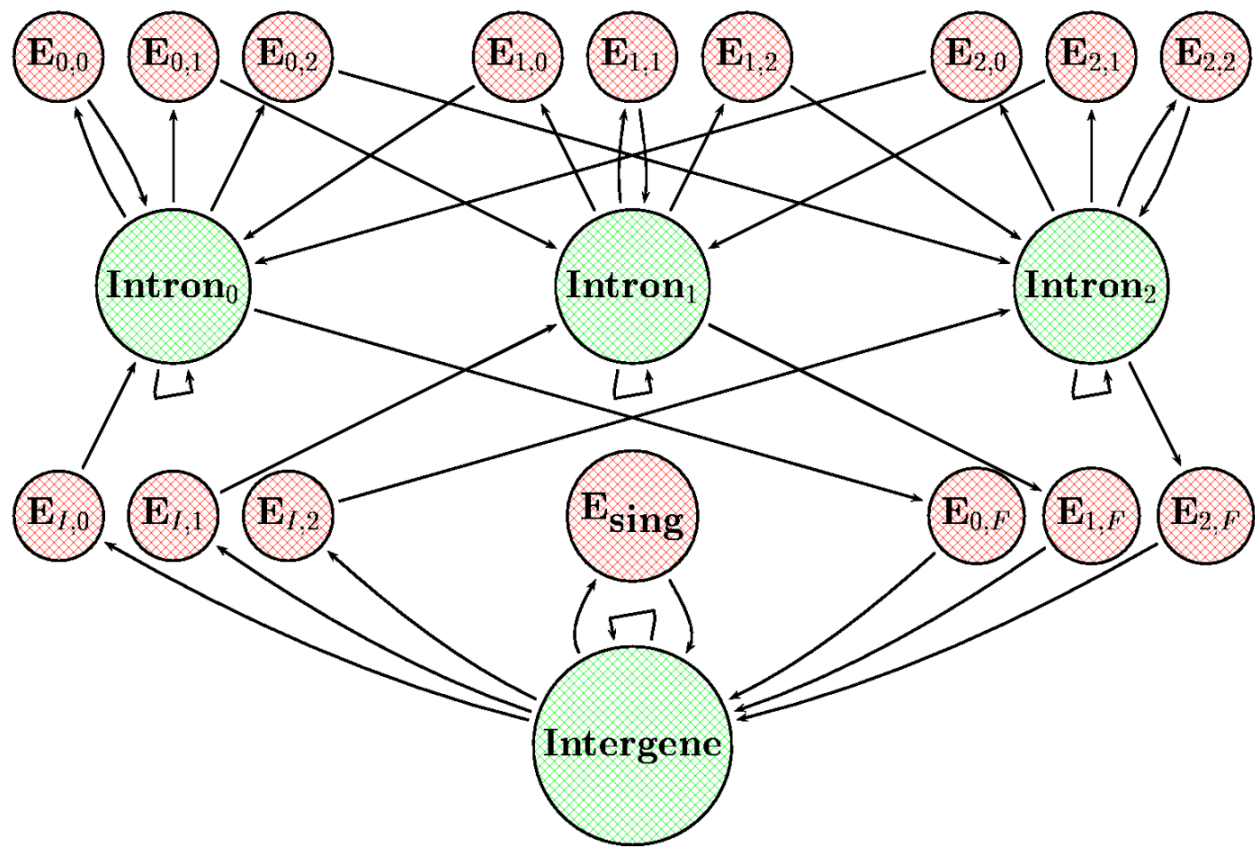 E0,0 E0,1 E0,2 E1,0 E1,1 E1,2 E2,0 E2,1 E2,2
Intron0 Intron1 Intron2
EI,0 EI,1 EI,2 Esing E0,F E1,F E2,F
Intergene